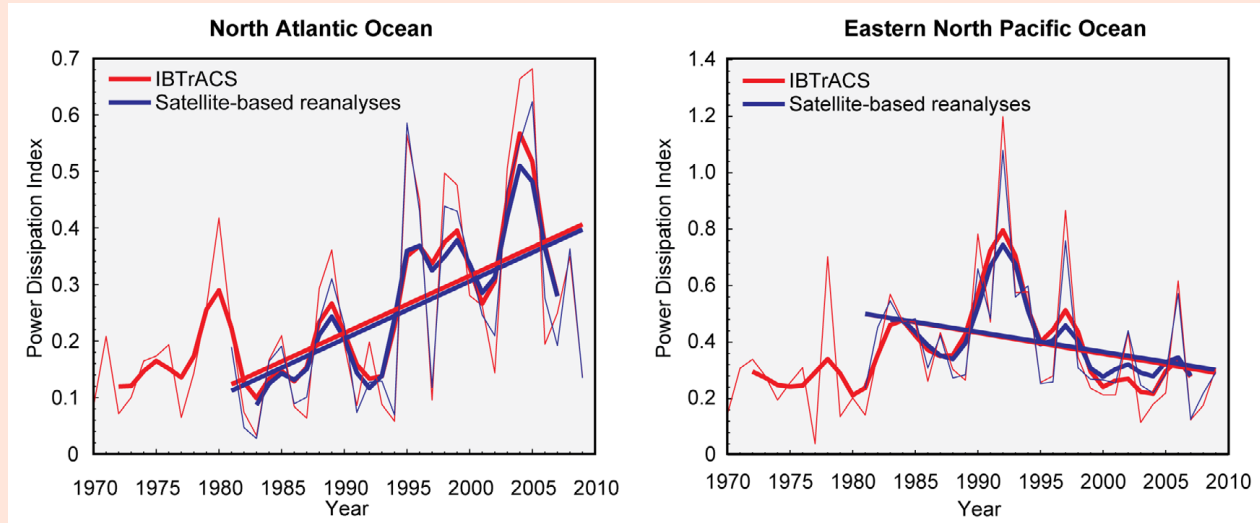 North Atlantic Ocean
Power Dissipation Index
0.7
0.6
0.5
0.4
0.3
0.2
0.1
0
IBTrACS
Satellite-based reanalyses
1970 1975 1980 1985 1990 1995 2000 2005 2010
Year
Eastern North Pacific Ocean
Power Dissipation Index
1.4
1.2
1.0
0.8
0.6
0.4
0.2
0
IBTrACS
Satellite-based reanalyses
1970 1975 1980 1985 1990 1995 2000 2005 2010
Year